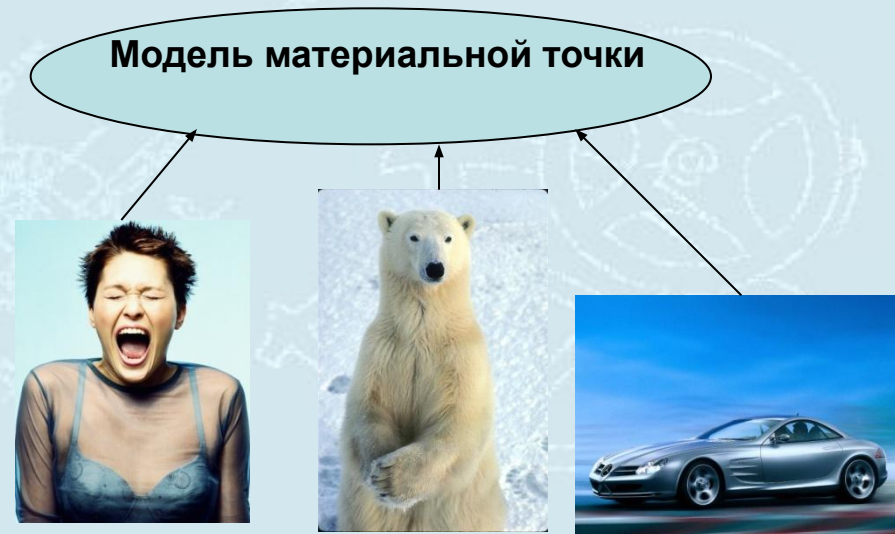 Модель материальной точки